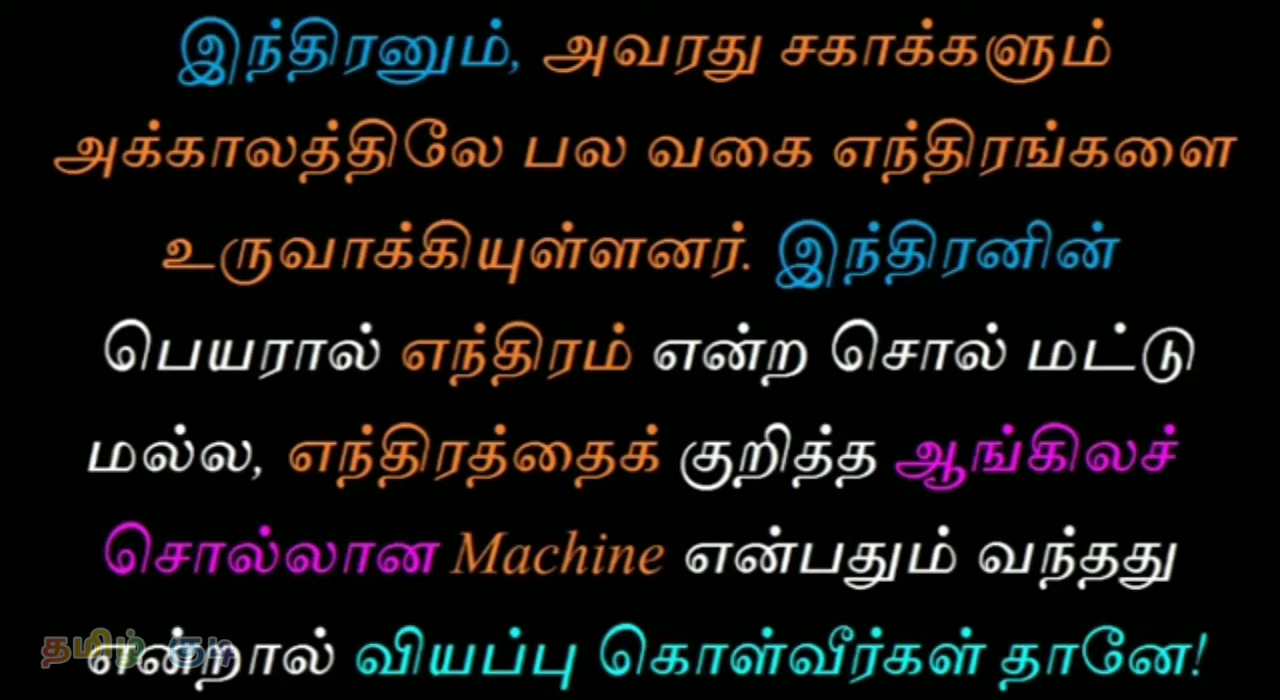 இந்திரனும், அவரது சகாக்களும்
அக்காலத்திலே பல வகை எந்திரங்களை
உருவாக்கியுள்ளனர். இந்திரனின்
பெயரால் எந்திரம் என்ற சொல் மட்டு
மல்ல, எந்திரத்தைக் குறித்த ஆங்கிலச்
சொல்லான Machine என்பதும் வந்தது
என்றால் வியப்பு கொள்வீர்கள் தானே!
தமிழ் குடி